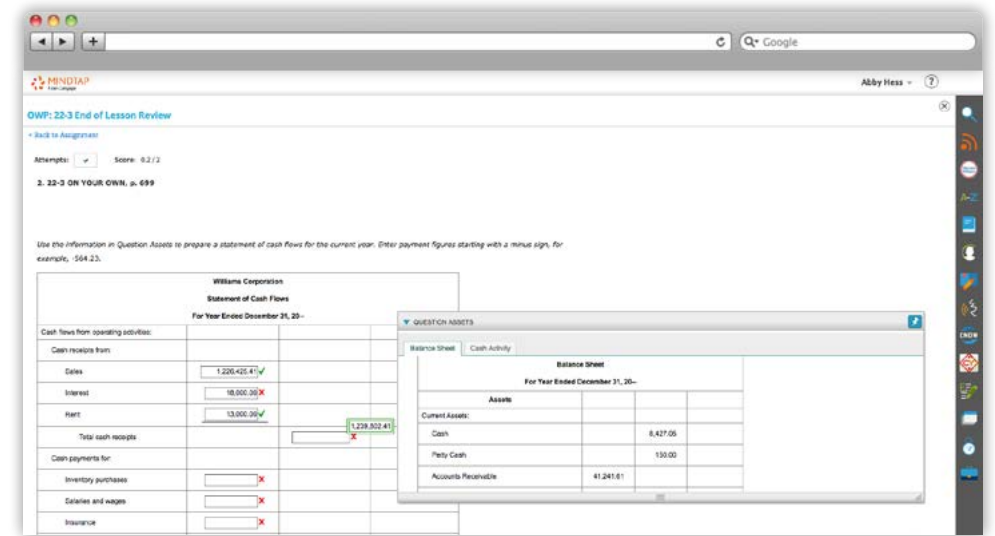 Google
MINDTAP
From Cengage
Abby Hess
?
OWP: 22-3 End of Lesson Review
< Back to Assignment
Attempts: Score: 0.2 / 2
2. 22-3 ON YOUR OWN, p. 699
Use the information in Question Assets to prepare a statement of cash flows for the current year. Enter payment figures starting with a minus sign, for
example, -564.23.
Williams Corporation
Statement of Cash Flows
For Year Ended December 31, 20--
Cash flows from operating activities:
Cash receipts from:
Sales 1,226,425.41
Interest 18,000.00
Rent 13,000.00
1,239,502.41
Total cash receipts
Cash payments for:
Inventory purchases
Salaries and wages
Insurance
QUESTION ASSETS
Balance Sheet Cash Activity
Balance Sheet
For Year Ended December 31, 20--
Assets
Current Assets:
Cash 8,427.05
Petty Cash 150.00
Accounts Receivable 41,241.61
A-Z
CNOW